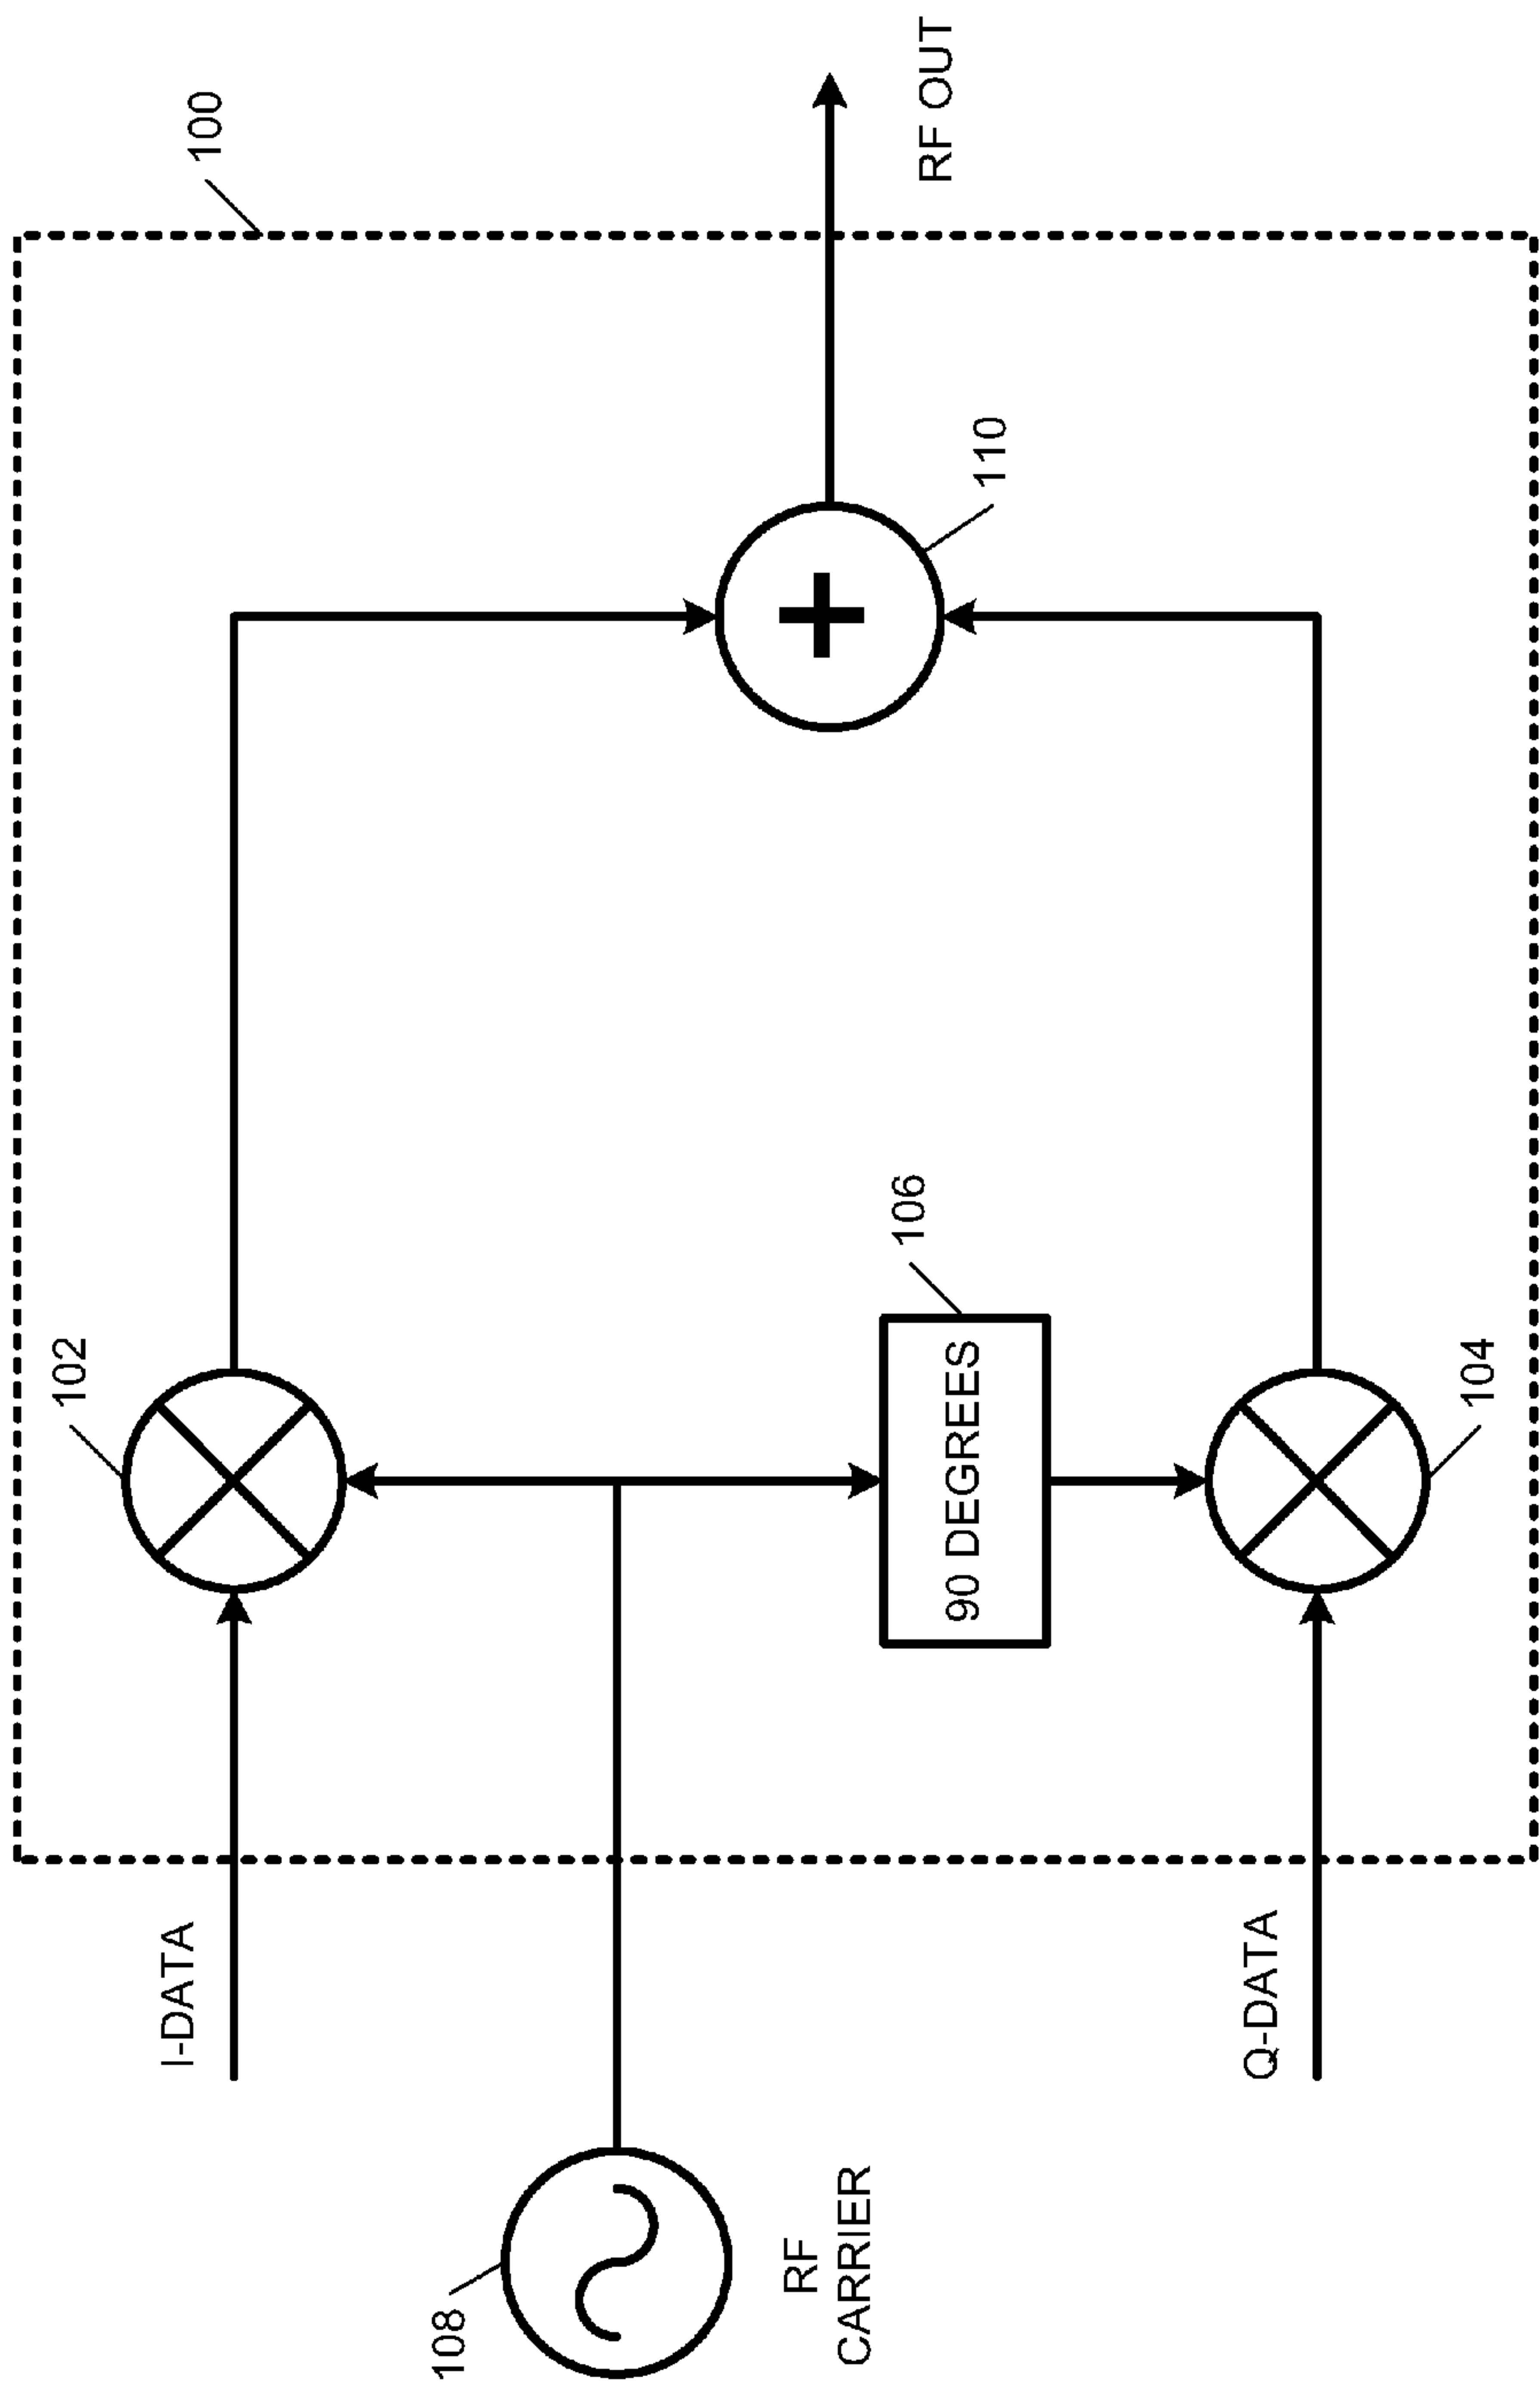 100
102
I-DATA
RF OUT
110
108
RF
CARRIER
90 DEGREES
106
Q-DATA
104